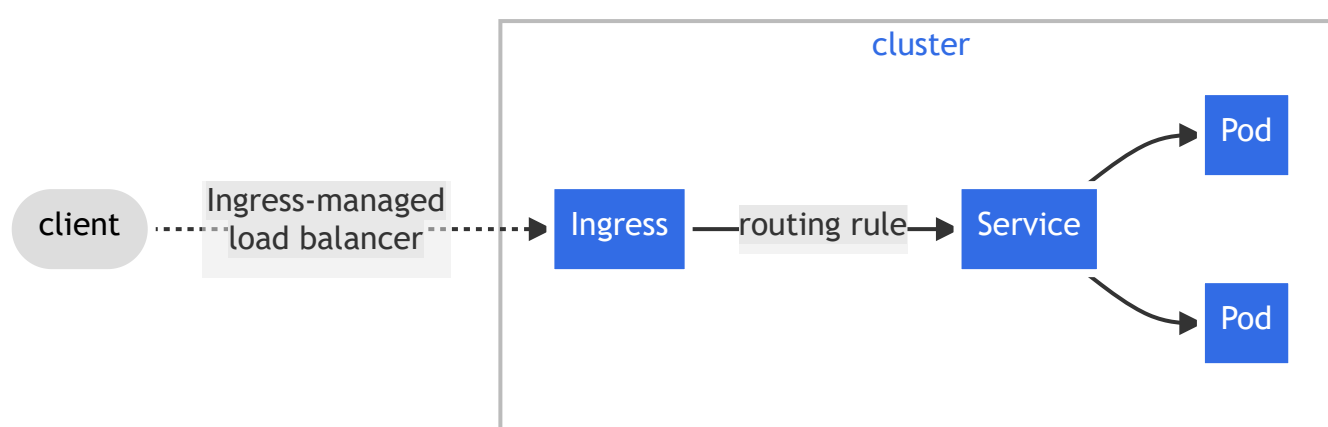 cluster
client
Ingress-managed
load balancer
Ingress
routing rule
Service
Pod
Pod